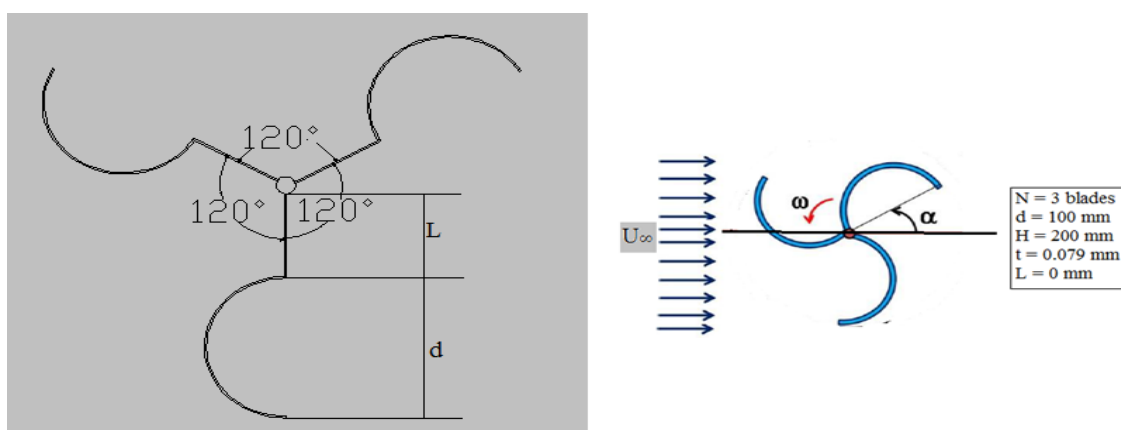 120°
120°
120°
L
d
U∞
ω
α
N = 3 blades
d = 100 mm
H = 200 mm
t = 0.079 mm
L = 0 mm